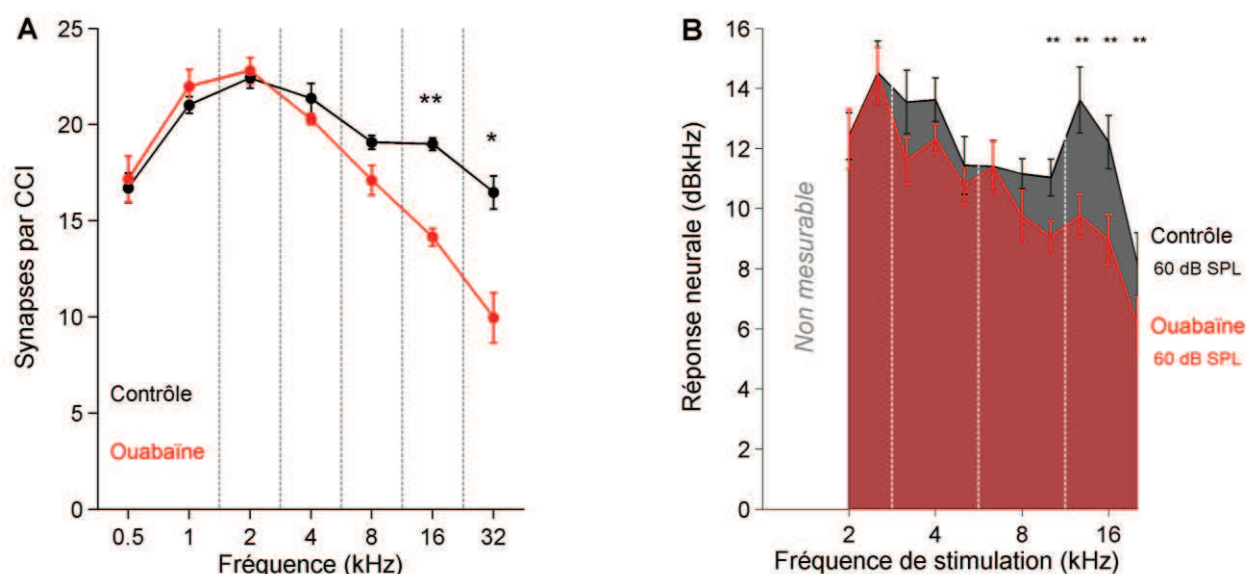 A
Synapses par CCI
25
20
15
10
5
0
**
*
Contrôle
Ouabaïne
0.5 1 2 4 8 16 32
Fréquence (kHz)
B
Réponse neurale (dBkHz)
16
14
12
10
8
6
4
2
0
** ** ** **
Non mesurable
Contrôle
60 dB SPL
Ouabaïne
60 dB SPL
2 4 8 16
Fréquence de stimulation (kHz)